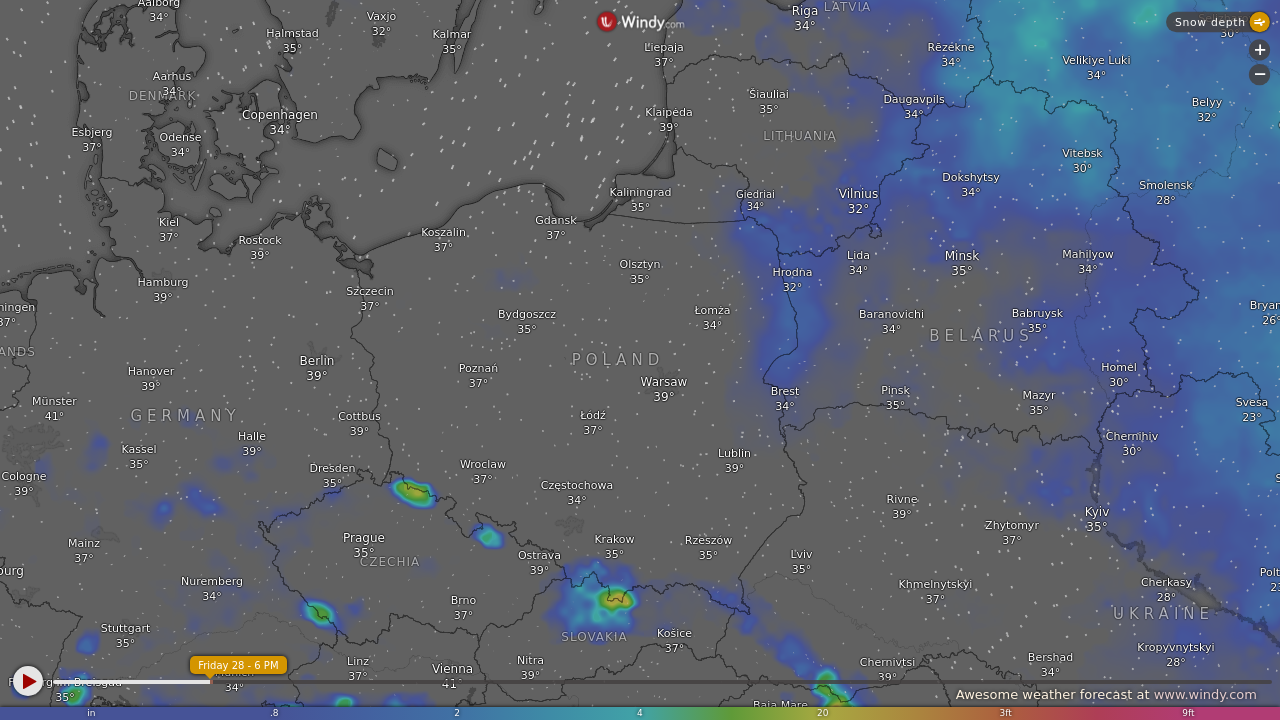 Aalborg
34°
Vaxjo
32°
Riga
34°
LATVIA
Windy.com
Snow depth
30°
Halmstad
35°
Kalmar
35°
Liepaja
37°
Rēzekne
34°
Velikiye Luki
34°
Aarhus
34°
DENMARK
Šiauliai
35°
Daugavpils
34°
Belyy
32°
Copenhagen
34°
Klaipėda
39°
Esbjerg
37°
Odense
34°
LITHUANIA
Vitebsk
30°
Kaliningrad
35°
Giedriai
34°
Vilnius
32°
Dokshytsy
34°
Smolensk
28°
Kiel
37°
Rostock
39°
Koszalin
37°
Gdansk
37°
Olsztyn
35°
Hrodna
32°
Lida
34°
Minsk
35°
Mahilyow
34°
Hamburg
39°
Szczecin
37°
ningen
37°
Bydgoszcz
35°
Łomża
34°
Baranovichi
34°
Babruysk
35°
BELARUS
Bryan
26°
ANDS
Berlin
39°
POLAND
Hanover
39°
Poznań
37°
Warsaw
39°
Homel
30°
Münster
41°
GERMANY
Cottbus
39°
Łódź
37°
Brest
34°
Pinsk
35°
Mazyr
35°
Svesa
23°
Kassel
35°
Halle
39°
Chernihiv
30°
Cologne
39°
Dresden
35°
Wroclaw
37°
Lublin
39°
Częstochowa
34°
S
Rivne
39°
Kyiv
35°
Mainz
37°
Prague
35°
CZECHIA
Ostrava
39°
Krakow
35°
Rzeszow
35°
Lviv
35°
Zhytomyr
37°
burg
Nuremberg
34°
Brno
37°
Khmelnytskyi
37°
Cherkasy
28°
Polt
23
UKRAINE
Stuttgart
35°
SLOVAKIA
Košice
37°
Linz
37°
Vienna
41
Nitra
39°
Chernivtsi
39°
Bershad
34°
Kropyvnytskyi
28°
Friday 28 - 6 PM
35°
34°
Baia Mare
Awesome weather forecast at www.windy.com
in .8 2 4 20 3ft 9ft